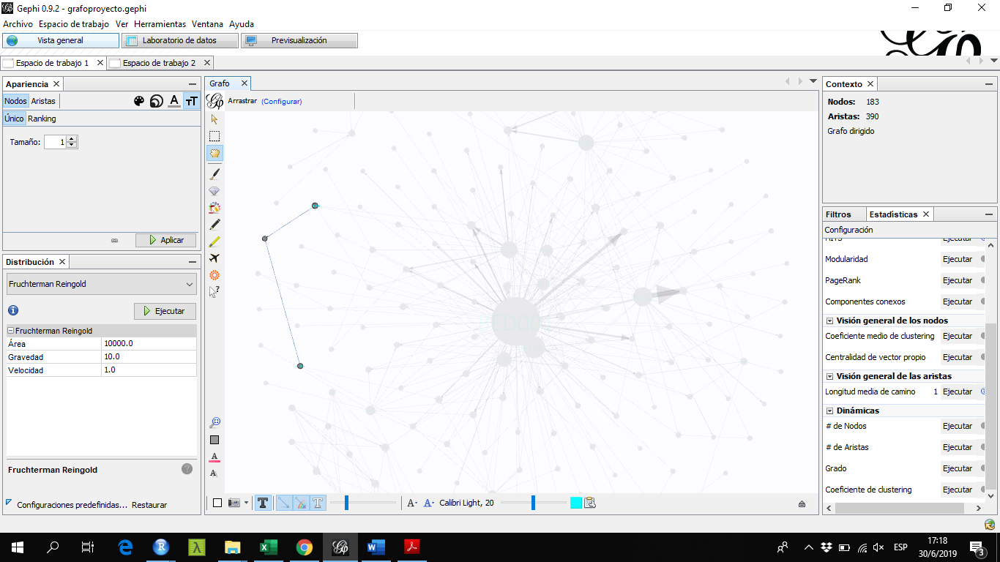 Gephi 0.9.2 - grafoproyecto.gephi
Archivo Espacio de trabajo Ver Herramientas Ventana Ayuda
Vista general Laboratorio de datos Previsualización
Espacio de trabajo 1 Espacio de trabajo 2
Apariencia
Nodos Aristas
Único Ranking
Tamaño: 1
Aplicar
Distribución
Fruchterman Reingold
Ejecutar
Fruchterman Reingold
Área 10000.0
Gravedad 10.0
Velocidad 1.0
Fruchterman Reingold
Configuraciones predefinidas... Restaurar
Grafo
Arrastrar (Configurar)
Calibri Light, 20
Contexto
Nodos: 183
Aristas: 390
Grafo dirigido
Filtros Estadísticas
Configuración
HITS Ejecutar
Modularidad Ejecutar
PageRank Ejecutar
Componentes conexos Ejecutar
Visión general de los nodos
Coeficiente medio de clustering Ejecutar
Centralidad de vector propio Ejecutar
Visión general de las aristas
Longitud media de camino 1 Ejecutar
Dinámicas
# de Nodos Ejecutar
# de Aristas Ejecutar
Grado Ejecutar
Coeficiente de clustering Ejecutar
ESP
17:18
30/6/2019
3